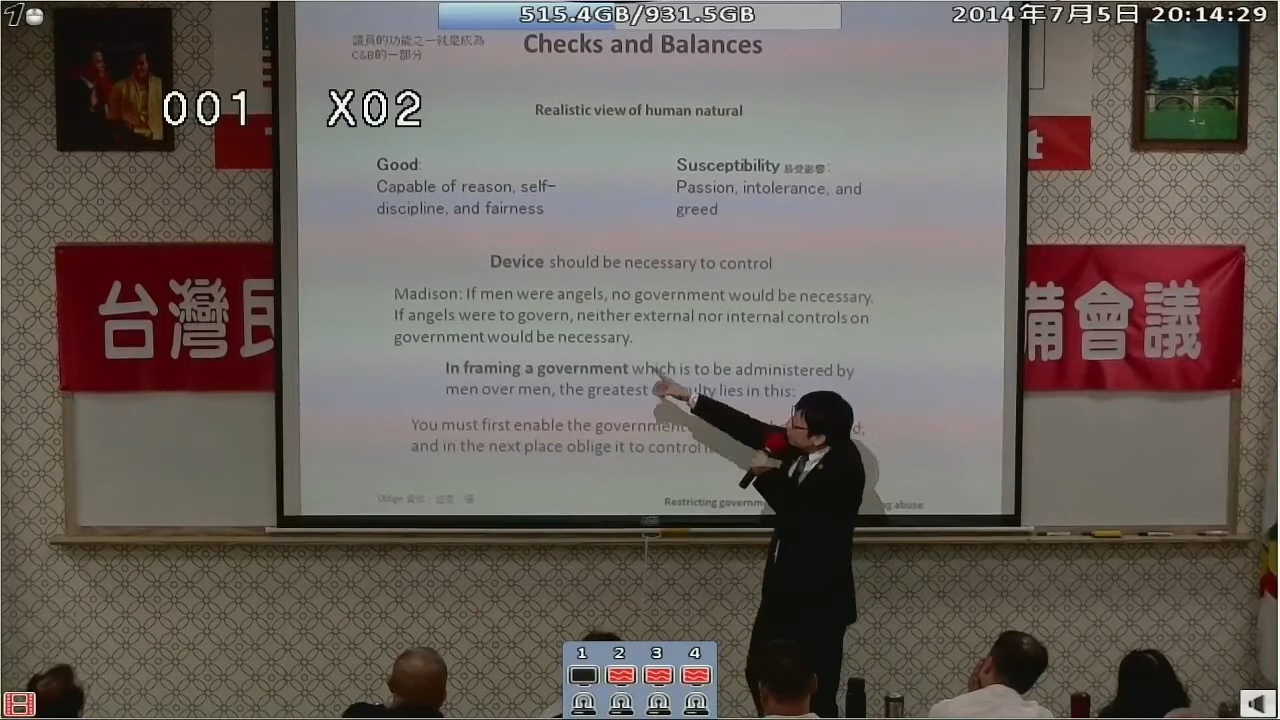 515.4GB/931.5GB
2014年7月5日 20:14:29
議員的功能之一就是成為
C&B的一部分
Checks and Balances
001 X02
Realistic view of human natural
Good:
Capable of reason, self-
discipline, and fairness
Susceptibility 易受影響:
Passion, intolerance, and
greed
t
Device should be necessary to control
Madison: If men were angels, no government would be necessary.
If angels were to govern, neither external nor internal controls on
government would be necessary.
台灣民
備會議
In framing a government which is to be administered by
men over men, the greatest lies in this:
You must first enable the government
and in the next place oblige it to control
Oblige
Restricting governm
ng abuse
1 2 3 4